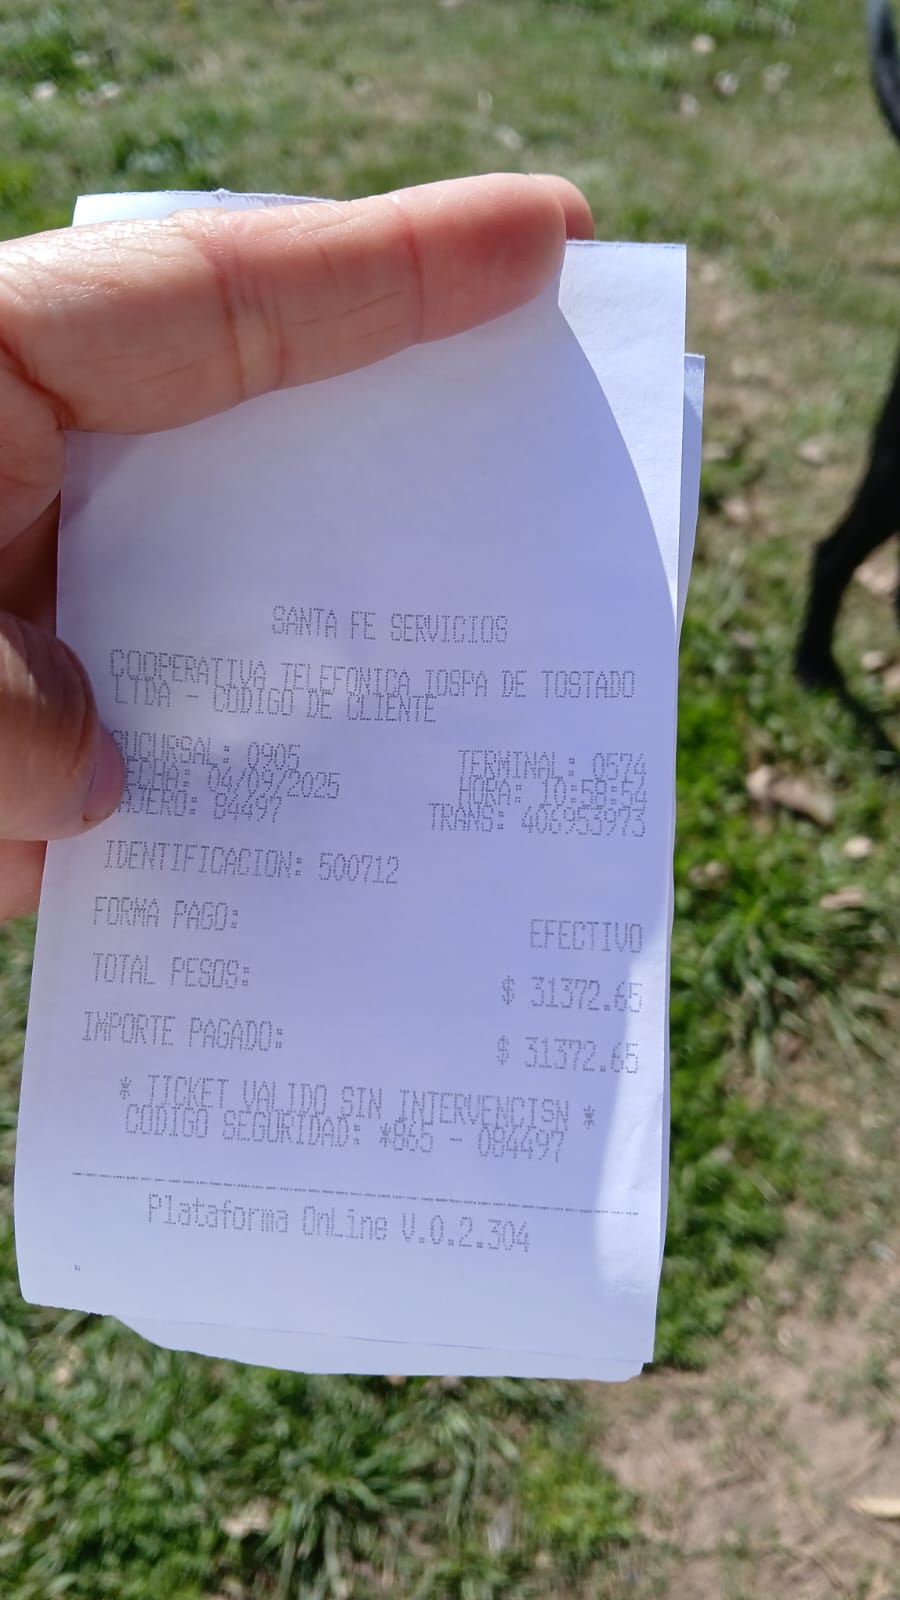 SANTA FE SERVICIOS
COOPERATIVA TELEFONICA IOSPA DE TOSTADO
LTDA - CODIGO DE CLIENTE
SUCURSAL: 0905 TERMINAL: 0574
FECHA: 04/09/2025 HORA: 10:58:54
CAJERO: 84497 TRANS: 406953973
IDENTIFICACION: 500712
FORMA PAGO: EFECTIVO
TOTAL PESOS: $ 31372.65
IMPORTE PAGADO: $ 31372.65
* TICKET VALIDO SIN INTERVENCISN *
CODIGO SEGURIDAD: *865 - 084497
Plataforma OnLine V.0.2.304